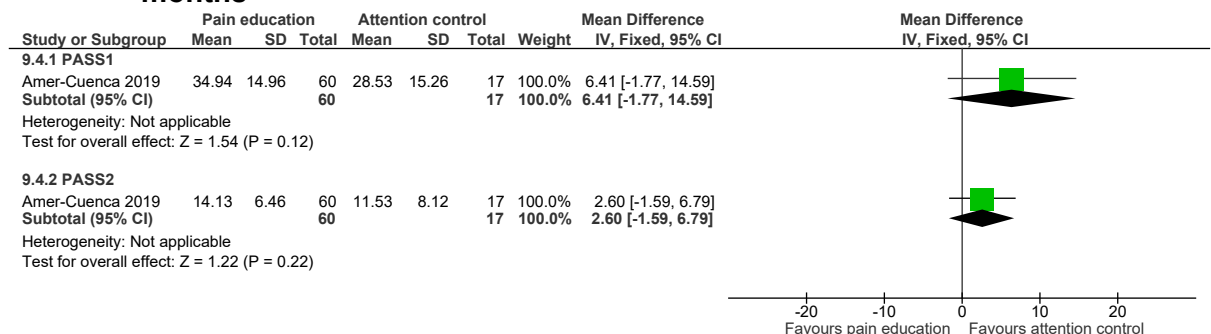 months
Pain education Attention control Mean Difference Mean Difference
Study or Subgroup Mean SD Total Mean SD Total Weight IV, Fixed, 95% CI IV, Fixed, 95% CI
9.4.1 PASS1
Amer-Cuenca 2019 34.94 14.96 60 28.53 15.26 17 100.0% 6.41 [-1.77, 14.59]
Subtotal (95% CI) 60 17 100.0% 6.41 [-1.77, 14.59]
Heterogeneity: Not applicable
Test for overall effect: Z = 1.54 (P = 0.12)
9.4.2 PASS2
Amer-Cuenca 2019 14.13 6.46 60 11.53 8.12 17 100.0% 2.60 [-1.59, 6.79]
Subtotal (95% CI) 60 17 100.0% 2.60 [-1.59, 6.79]
Heterogeneity: Not applicable
Test for overall effect: Z = 1.22 (P = 0.22)
-20 -10 0 10 20
Favours pain education Favours attention control